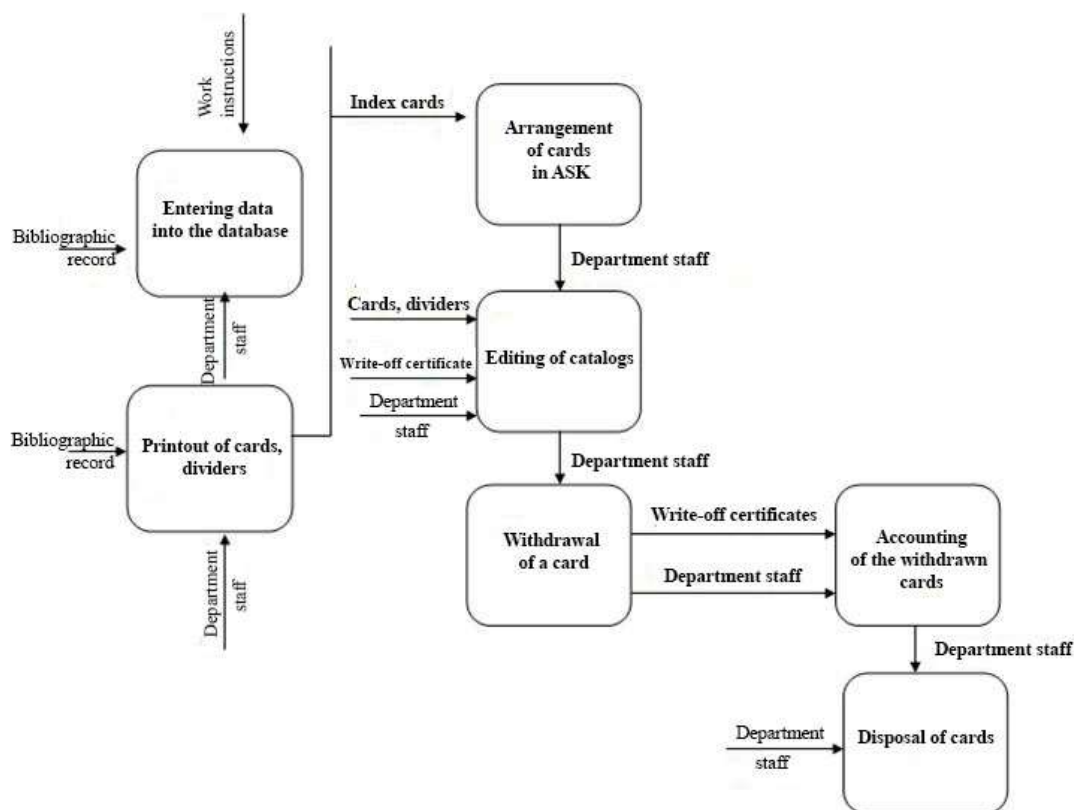 Work
instructions
Index cards
Arrangement
of cards
in ASK
Entering data
into the database
Bibliographic
record
Department staff
Department
staff
Cards, dividers
Editing of catalogs
Write-off certificate
Department
staff
Bibliographic
record
Printout of cards,
dividers
Department staff
Withdrawal
of a card
Write-off certificates
Department staff
Accounting
of the withdrawn
cards
Department
staff
Department staff
Department
staff
Disposal of cards